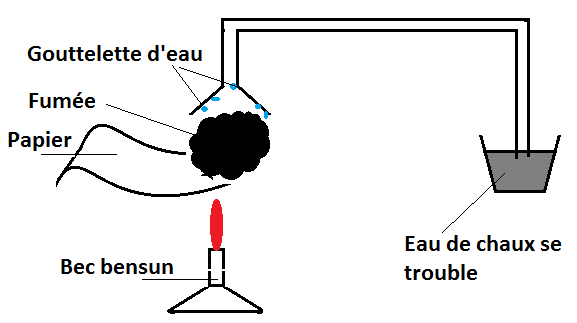 Gouttelette d'eau
Fumée
Papier
Bec bensun
Eau de chaux se
trouble